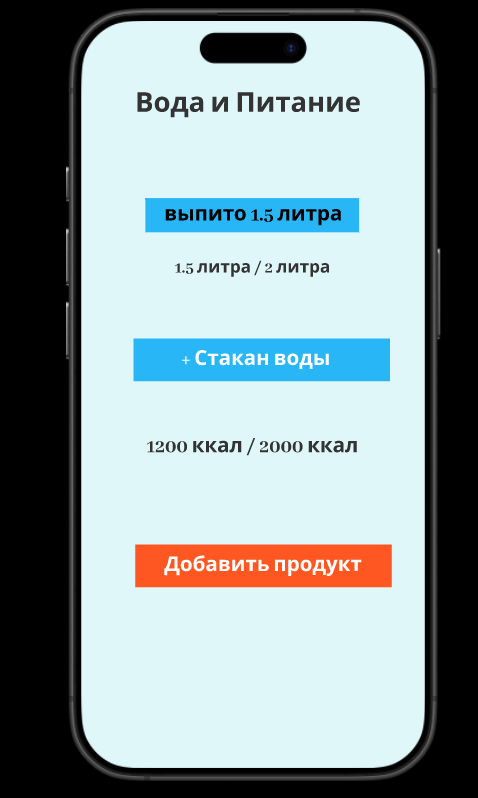 Вода и Питание
выпито 1.5 литра
1.5 литра / 2 литра
+ Стакан воды
1200 ккал / 2000 ккал
Добавить продукт